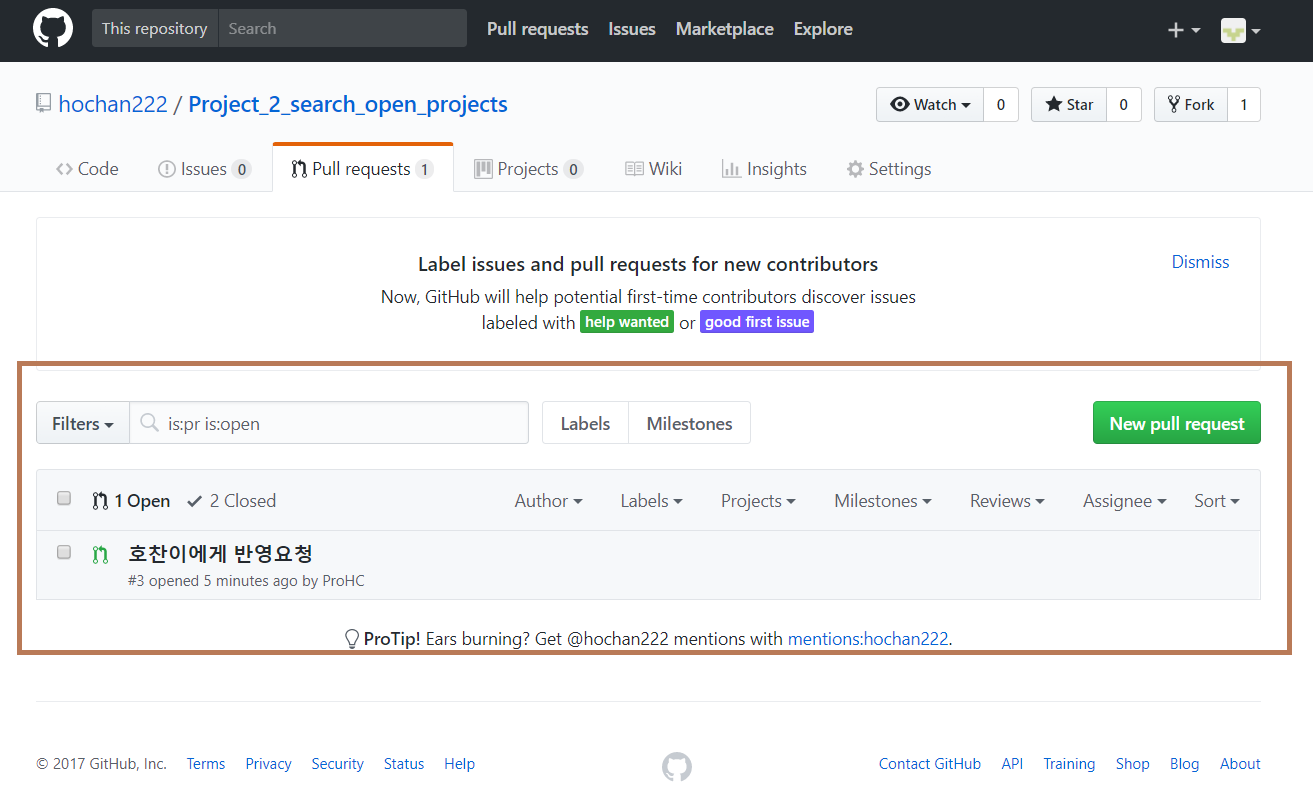 This repository Search Pull requests Issues Marketplace Explore
hochan222 / Project_2_search_open_projects Watch 0 Star 0 Fork 1
Code Issues 0 Pull requests 1 Projects 0 Wiki Insights Settings
Label issues and pull requests for new contributors Dismiss
Now, GitHub will help potential first-time contributors discover issues
labeled with help wanted or good first issue
Filters is:pr is:open Labels Milestones New pull request
1 Open 2 Closed Author Labels Projects Milestones Reviews Assignee Sort
호찬이에게 반영요청
#3 opened 5 minutes ago by ProHC
ProTip! Ears burning? Get @hochan222 mentions with mentions:hochan222.
© 2017 GitHub, Inc. Terms Privacy Security Status Help Contact GitHub API Training Shop Blog About